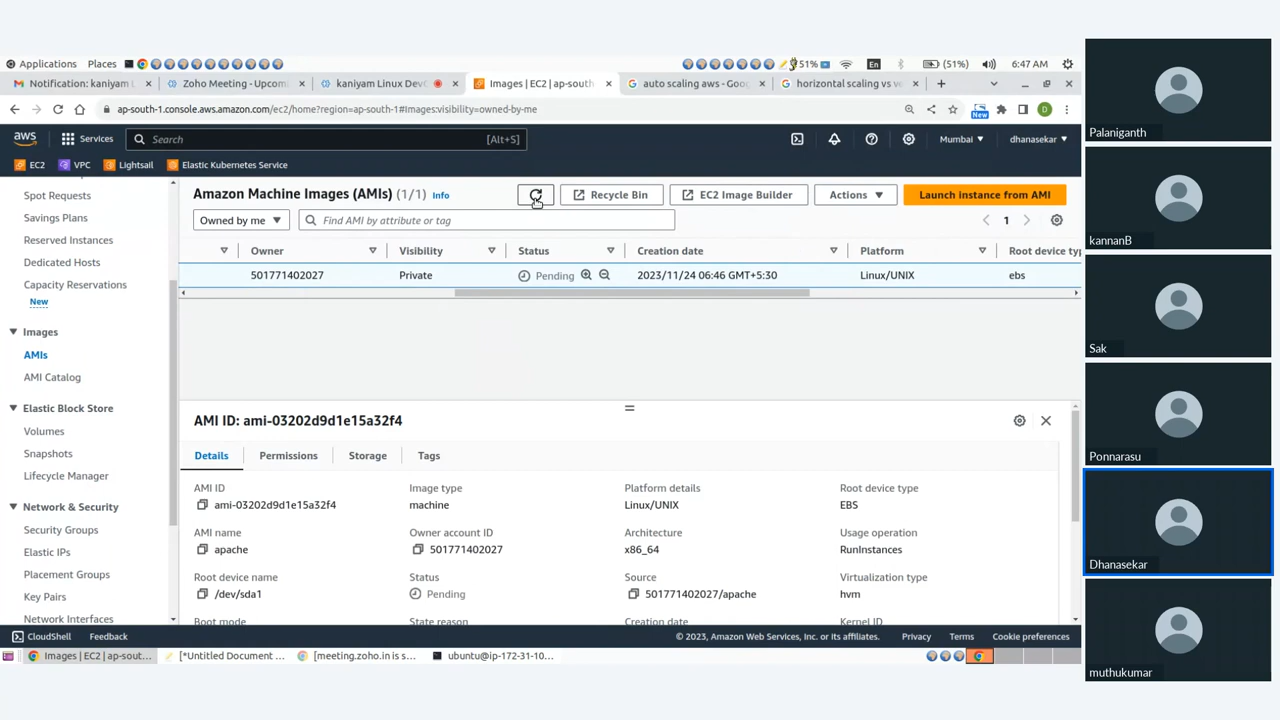 Applications Places 51% En (51%) 6:47 AM
Notification: kaniyam L Zoho Meeting - Upcomi kaniyam Linux DevO Images | EC2 | ap-south auto scaling aws - Goog horizontal scaling vs ve
ap-south-1.console.aws.amazon.com/ec2/home?region=ap-south-1#Images:visibility=owned-by-me New D
aws Services Search [Alt+S] Mumbai dhanasekar
EC2 VPC Lightsail Elastic Kubernetes Service
Spot Requests
Savings Plans
Reserved Instances
Dedicated Hosts
Capacity Reservations
New
Images
AMIs
AMI Catalog
Elastic Block Store
Volumes
Snapshots
Lifecycle Manager
Network & Security
Security Groups
Elastic IPs
Placement Groups
Key Pairs
Network Interfaces
Amazon Machine Images (AMIs) (1/1) Info Recycle Bin EC2 Image Builder Actions Launch instance from AMI
Owned by me Find AMI by attribute or tag 1
Owner Visibility Status Creation date Platform Root device typ
501771402027 Private Pending 2023/11/24 06:46 GMT+5:30 Linux/UNIX ebs
AMI ID: ami-03202d9d1e15a32f4
Details Permissions Storage Tags
AMI ID Image type Platform details Root device type
ami-03202d9d1e15a32f4 machine Linux/UNIX EBS
AMI name Owner account ID Architecture Usage operation
apache 501771402027 x86_64 RunInstances
Root device name Status Source Virtualization type
/dev/sda1 Pending 501771402027/apache hvm
Boot mode State reason Creation date Kernel ID
CloudShell Feedback © 2023, Amazon Web Services, Inc. or its affiliates. Privacy Terms Cookie preferences
Images | EC2 | ap-sout... [*Untitled Document ... [meeting.zoho.in is s... ubuntu@ip-172-31-10...
Palaniganth
kannanB
Sak
Ponnarasu
Dhanasekar
muthukumar